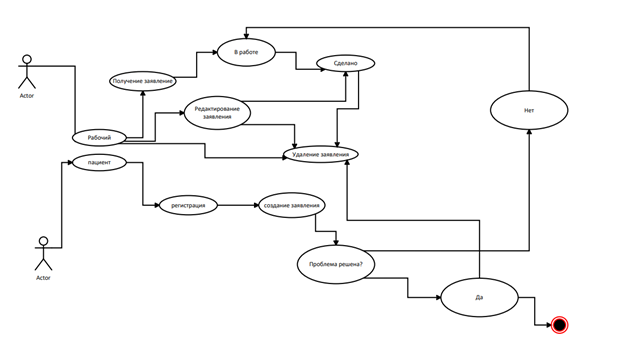 В работе
Сделано
Actor
Получение заявление
Редактирование
заявления
Нет
Рабочий
Удаление заявления
пациент
регистрация
создание заявления
Actor
Проблема решена?
Да